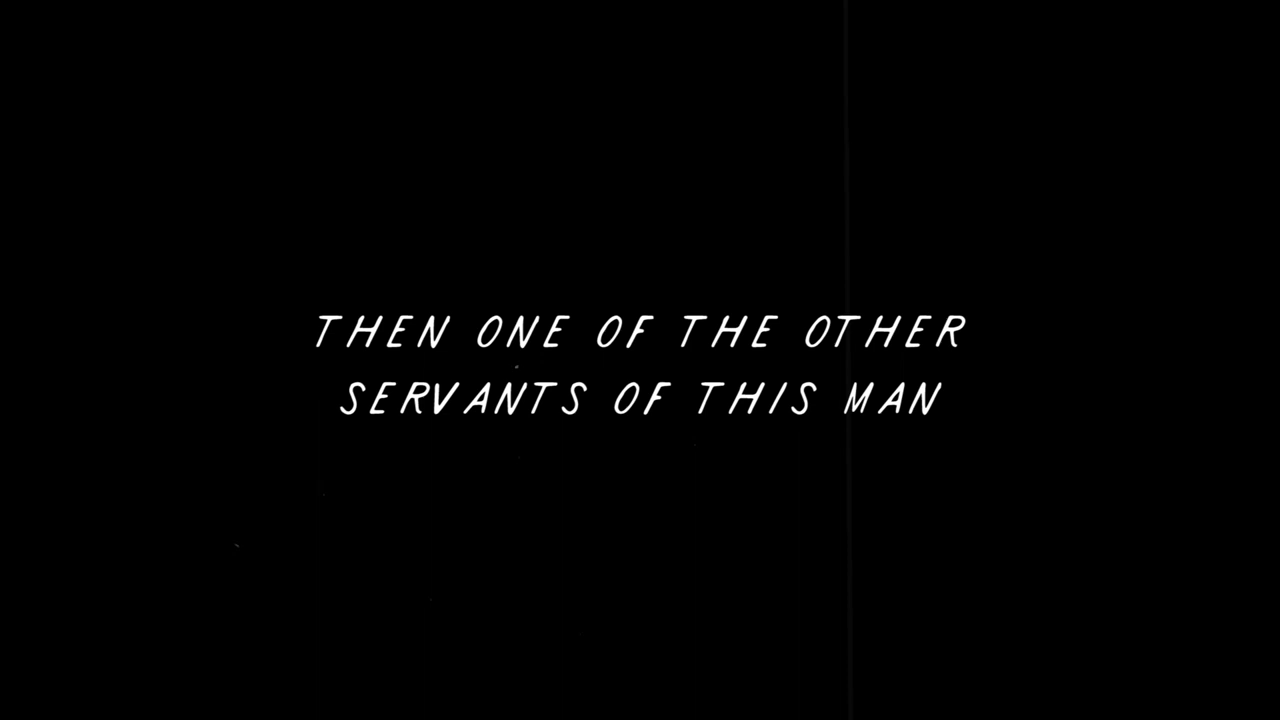 THEN ONE OF THE OTHER
SERVANTS OF THIS MAN